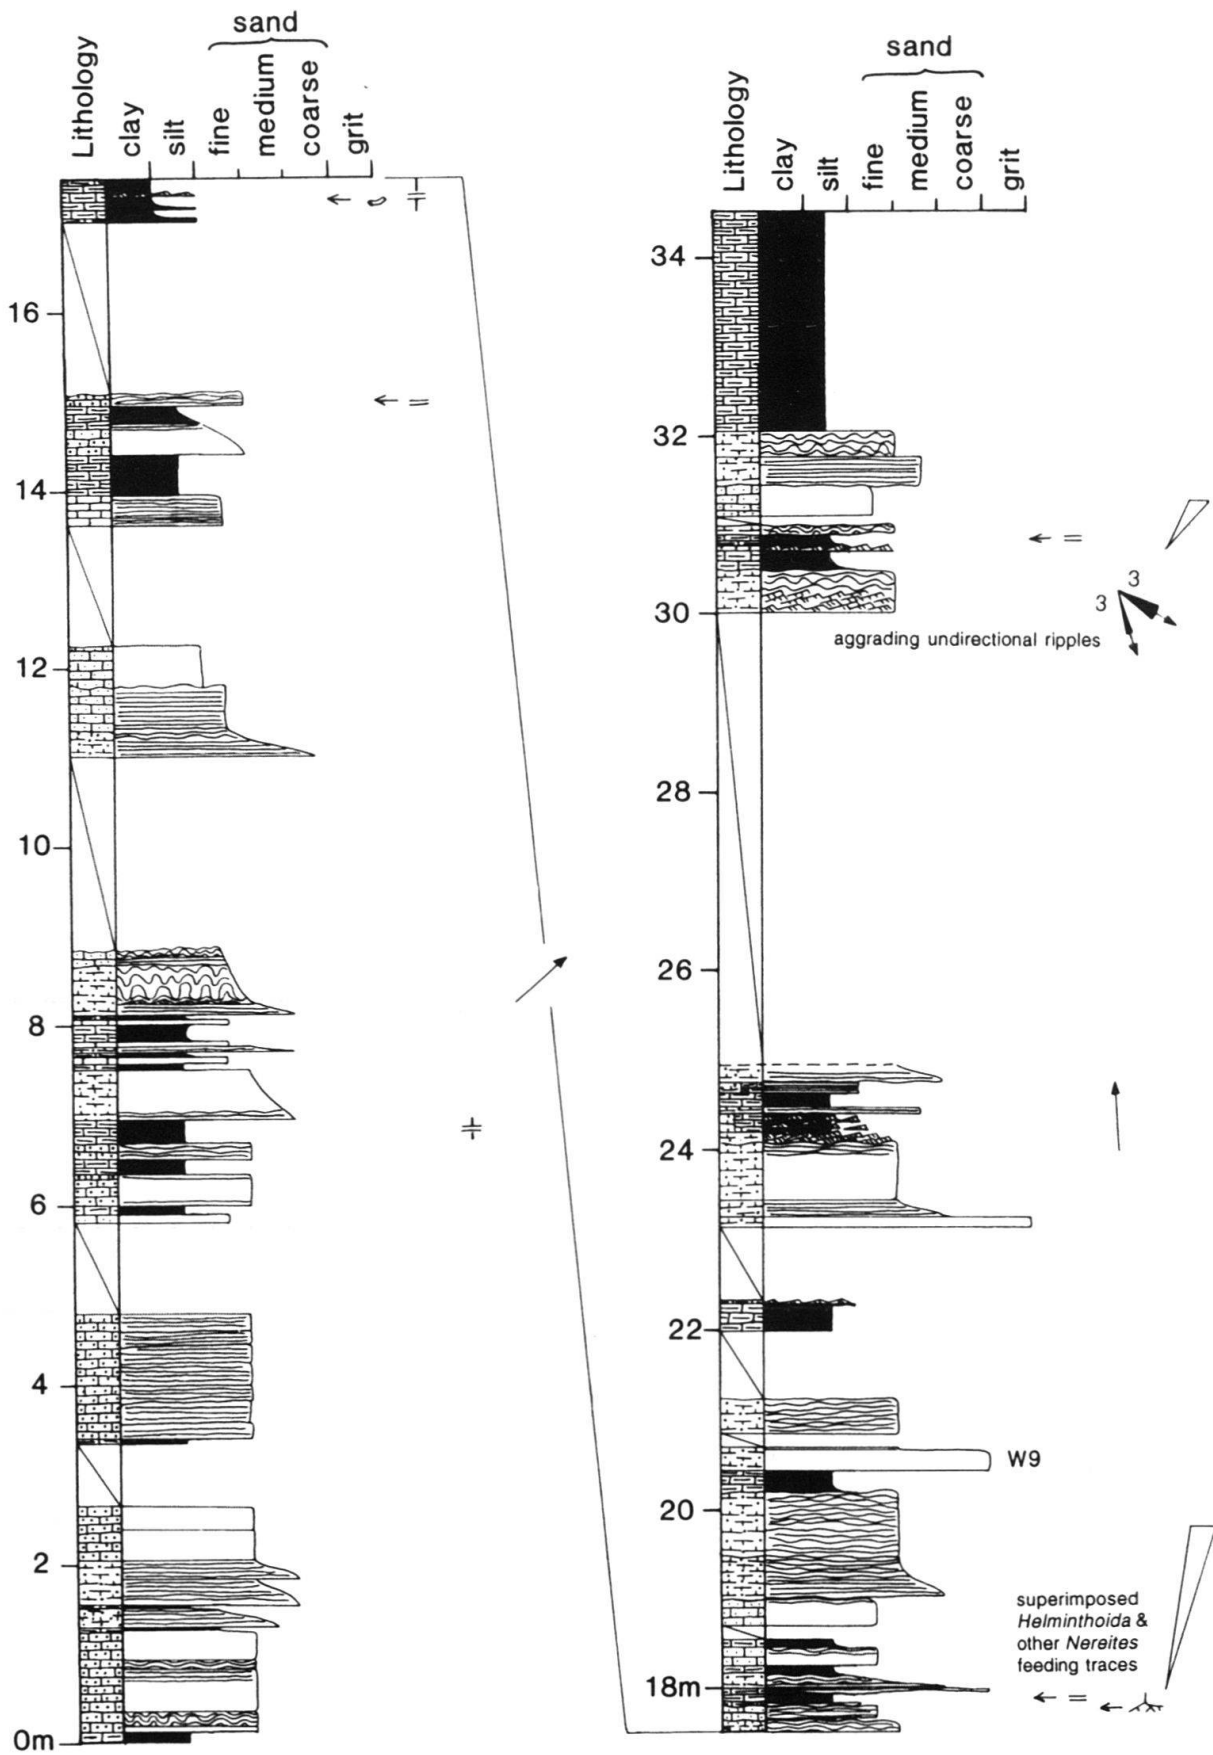 sand
Lithology
clay
silt
fine
medium
coarse
grit
16
14
12
10
8
6
4
2
0m
sand
Lithology
clay
silt
fine
medium
coarse
grit
34
32
3
3
30
aggrading undirectional ripples
28
26
24
22
W9
20
superimposed
Helminthoida &
other Nereites
feeding traces
18m